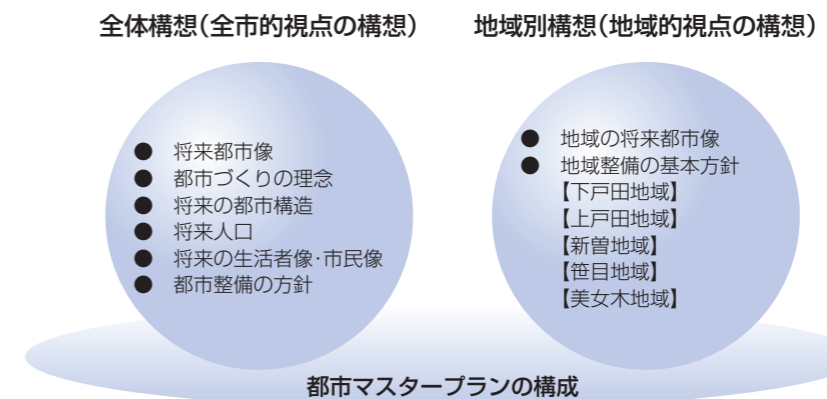 全体構想(全市的視点の構想)
● 将来都市像
● 都市づくりの理念
● 将来の都市構造
● 将来人口
● 将来の生活者像・市民像
● 都市整備の方針
地域別構想(地域的視点の構想)
● 地域の将来都市像
● 地域整備の基本方針
【下戸田地域】
【上戸田地域】
【新曽地域】
【笹目地域】
【美女木地域】
都市マスタープランの構成